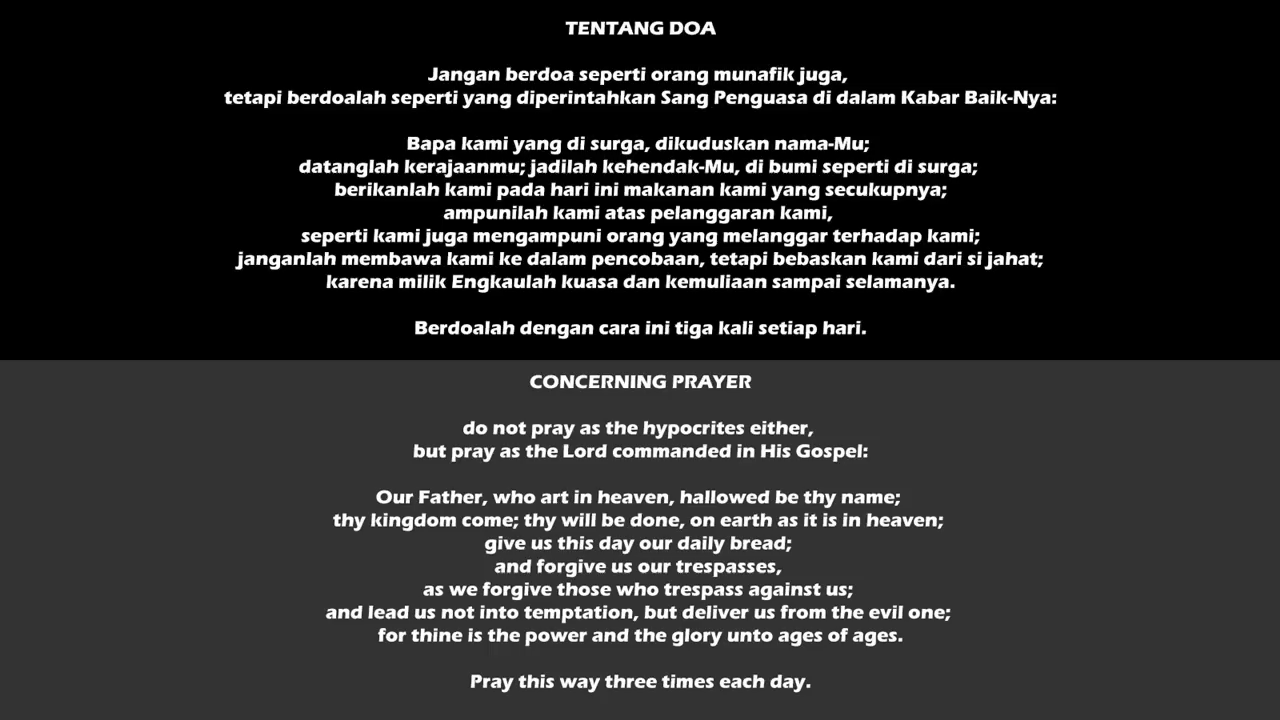 TENTANG DOA
Jangan berdoa seperti orang munafik juga,
tetapi berdoalah seperti yang diperintahkan Sang Penguasa di dalam Kabar Baik-Nya:
Bapa kami yang di surga, dikuduskan nama-Mu;
datanglah kerajaanmu; jadilah kehendak-Mu, di bumi seperti di surga;
berikanlah kami pada hari ini makanan kami yang secukupnya;
ampunilah kami atas pelanggaran kami,
seperti kami juga mengampuni orang yang melanggar terhadap kami;
janganlah membawa kami ke dalam pencobaan, tetapi bebaskan kami dari si jahat;
karena milik Engkaulah kuasa dan kemuliaan sampai selamanya.
Berdoalah dengan cara ini tiga kali setiap hari.
CONCERNING PRAYER
do not pray as the hypocrites either,
but pray as the Lord commanded in His Gospel:
Our Father, who art in heaven, hallowed be thy name;
thy kingdom come; thy will be done, on earth as it is in heaven;
give us this day our daily bread;
and forgive us our trespasses,
as we forgive those who trespass against us;
and lead us not into temptation, but deliver us from the evil one;
for thine is the power and the glory unto ages of ages.
Pray this way three times each day.